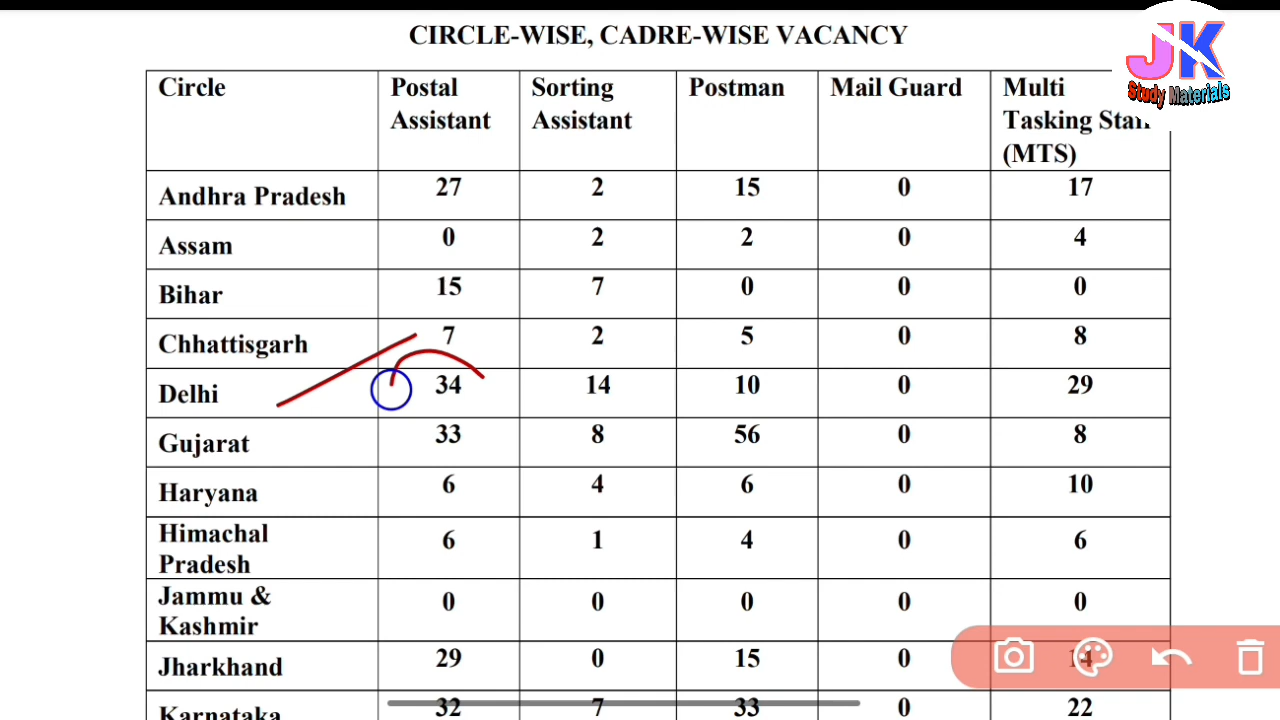 CIRCLE-WISE, CADRE-WISE VACANCY
JK
Study Materials
Circle Postal Assistant Sorting Assistant Postman Mail Guard Multi Tasking Staff (MTS)
Andhra Pradesh 27 2 15 0 17
Assam 0 2 2 0 4
Bihar 15 7 0 0 0
Chhattisgarh 7 2 5 0 8
Delhi 34 14 10 0 29
Gujarat 33 8 56 0 8
Haryana 6 4 6 0 10
Himachal Pradesh 6 1 4 0 6
Jammu & Kashmir 0 0 0 0 0
Jharkhand 29 0 15 0 14
Karnataka 32 7 33 0 22